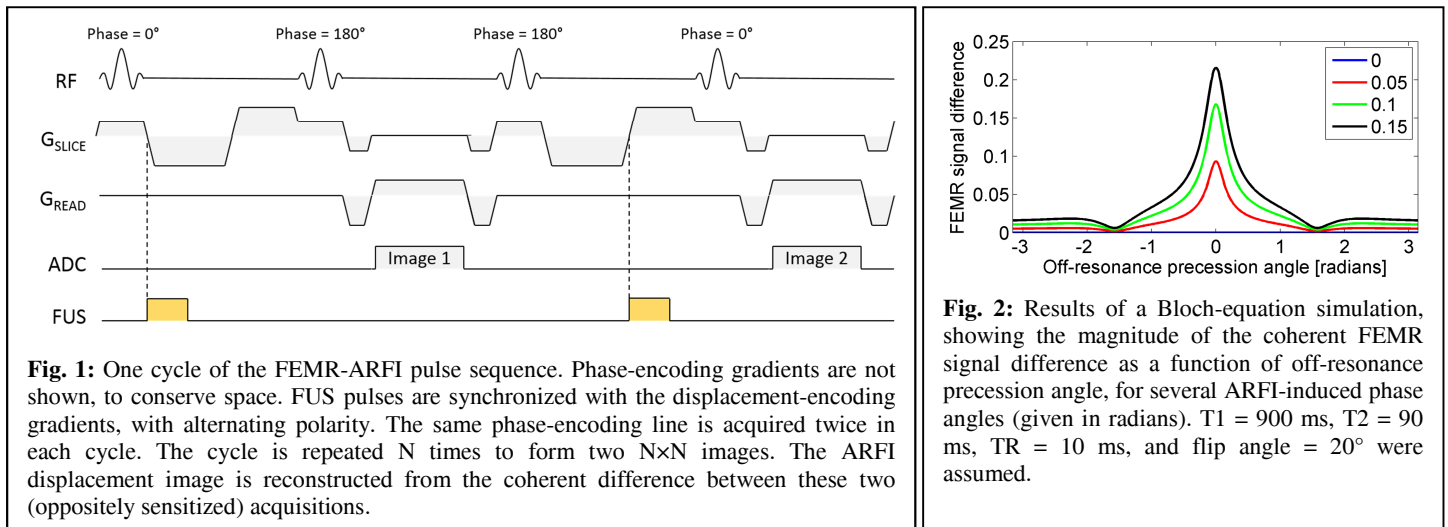 Phase = 0° Phase = 180° Phase = 180° Phase = 0°
RF
GSLICE
GREAD
ADC
Image 1 Image 2
FUS
Fig. 1: One cycle of the FEMR-ARFI pulse sequence. Phase-encoding gradients are not
shown, to conserve space. FUS pulses are synchronized with the displacement-encoding
gradients, with alternating polarity. The same phase-encoding line is acquired twice in
each cycle. The cycle is repeated N times to form two N×N images. The ARFI
displacement image is reconstructed from the coherent difference between these two
(oppositely sensitized) acquisitions.
FEMR signal difference
0.25
0.2
0.15
0.1
0.05
0
-3 -2 -1 0 1 2 3
Off-resonance precession angle [radians]
0
0.05
0.1
0.15
Fig. 2: Results of a Bloch-equation simulation,
showing the magnitude of the coherent FEMR
signal difference as a function of off-resonance
precession angle, for several ARFI-induced phase
angles (given in radians). T1 = 900 ms, T2 = 90
ms, TR = 10 ms, and flip angle = 20° were
assumed.